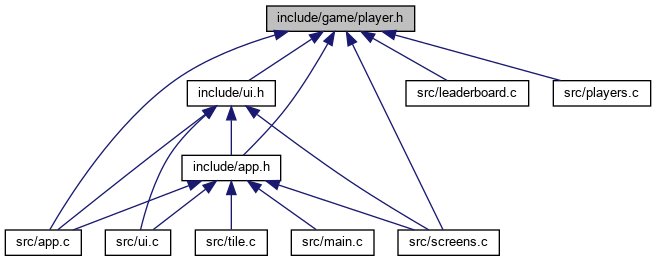 include/game/player.h
include/ui.h
src/leaderboard.c
src/players.c
include/app.h
src/app.c
src/ui.c
src/tile.c
src/main.c
src/screens.c